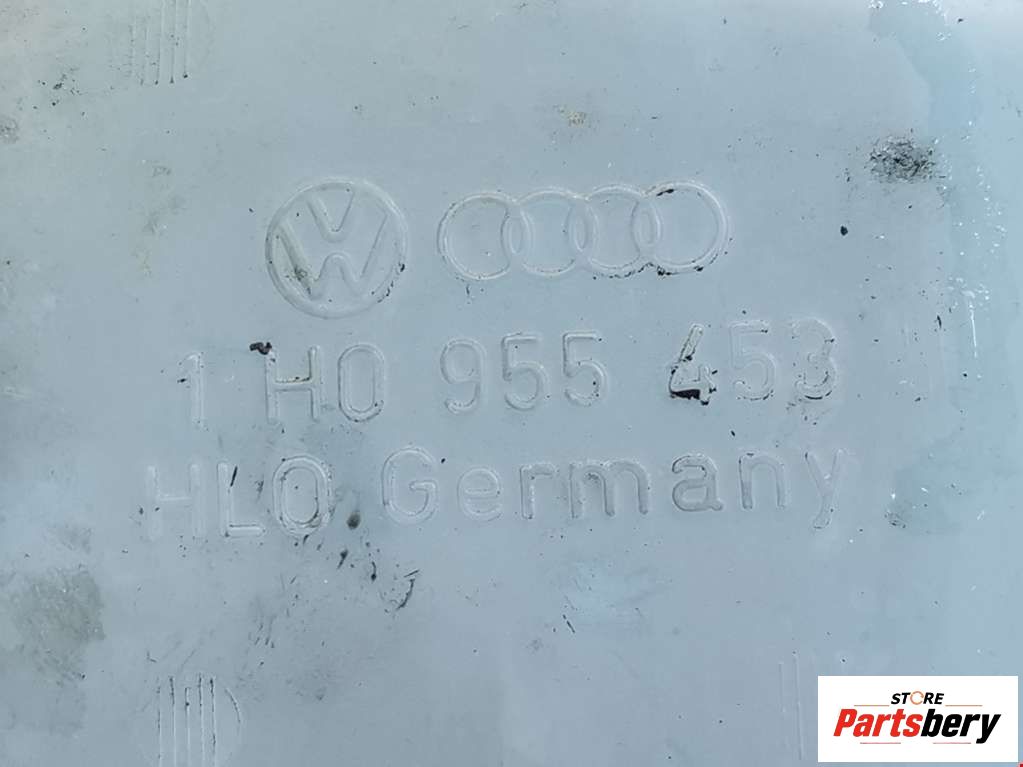 1H0 955 453
HLO Germany
STORE
Partsbery